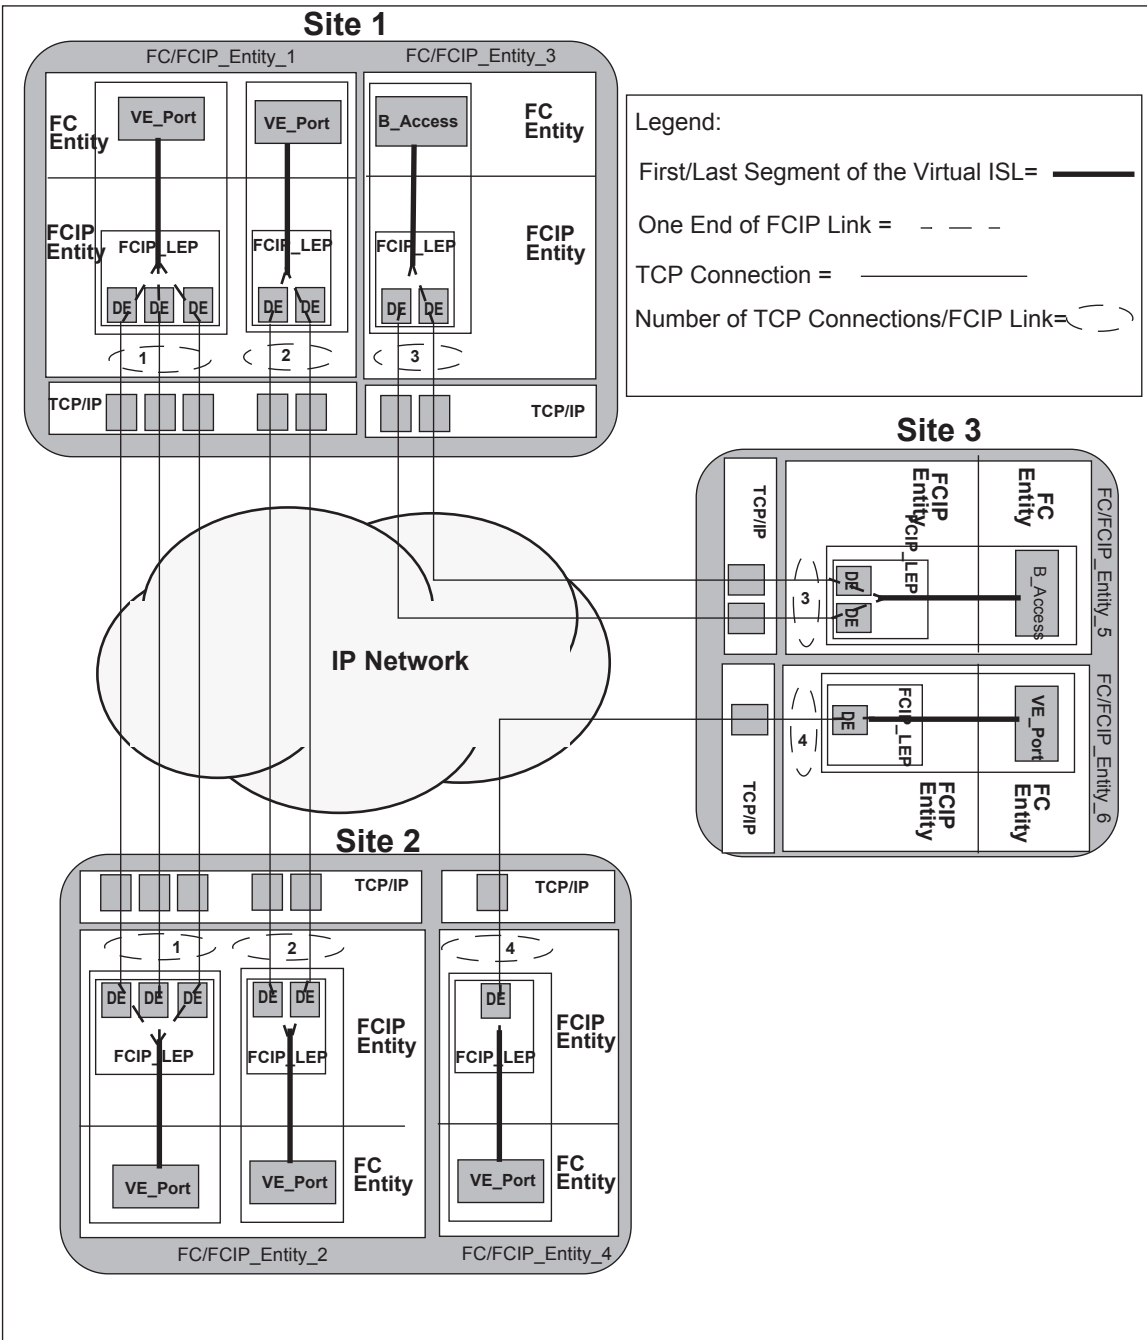 Site 1
FC/FCIP_Entity_1
FC/FCIP_Entity_3
FC
Entity
VE_Port
VE_Port
B_Access
FC
Entity
FCIP
Entity
FCIP_LEP
FCIP_LEP
FCIP_LEP
FCIP
Entity
DE
DE
DE
DE
DE
DE
DE
1
2
3
TCP/IP
TCP/IP
Legend:
First/Last Segment of the Virtual ISL=
One End of FCIP Link =
TCP Connection =
Number of TCP Connections/FCIP Link=
Site 3
TCP/IP
FCIP
Entity
FC
Entity
FC/FCIP_Entity_5
FCIP_LEP
DE
DE
3
B_Access
IP Network
4
DE
FCIP_LEP
VE_Port
FC/FCIP_Entity_6
TCP/IP
FCIP
Entity
FC
Entity
Site 2
TCP/IP
TCP/IP
1
2
4
DE
DE
DE
DE
DE
DE
FCIP_LEP
FCIP_LEP
FCIP
Entity
FCIP_LEP
FCIP
Entity
VE_Port
VE_Port
FC
Entity
VE_Port
FC
Entity
FC/FCIP_Entity_2
FC/FCIP_Entity_4